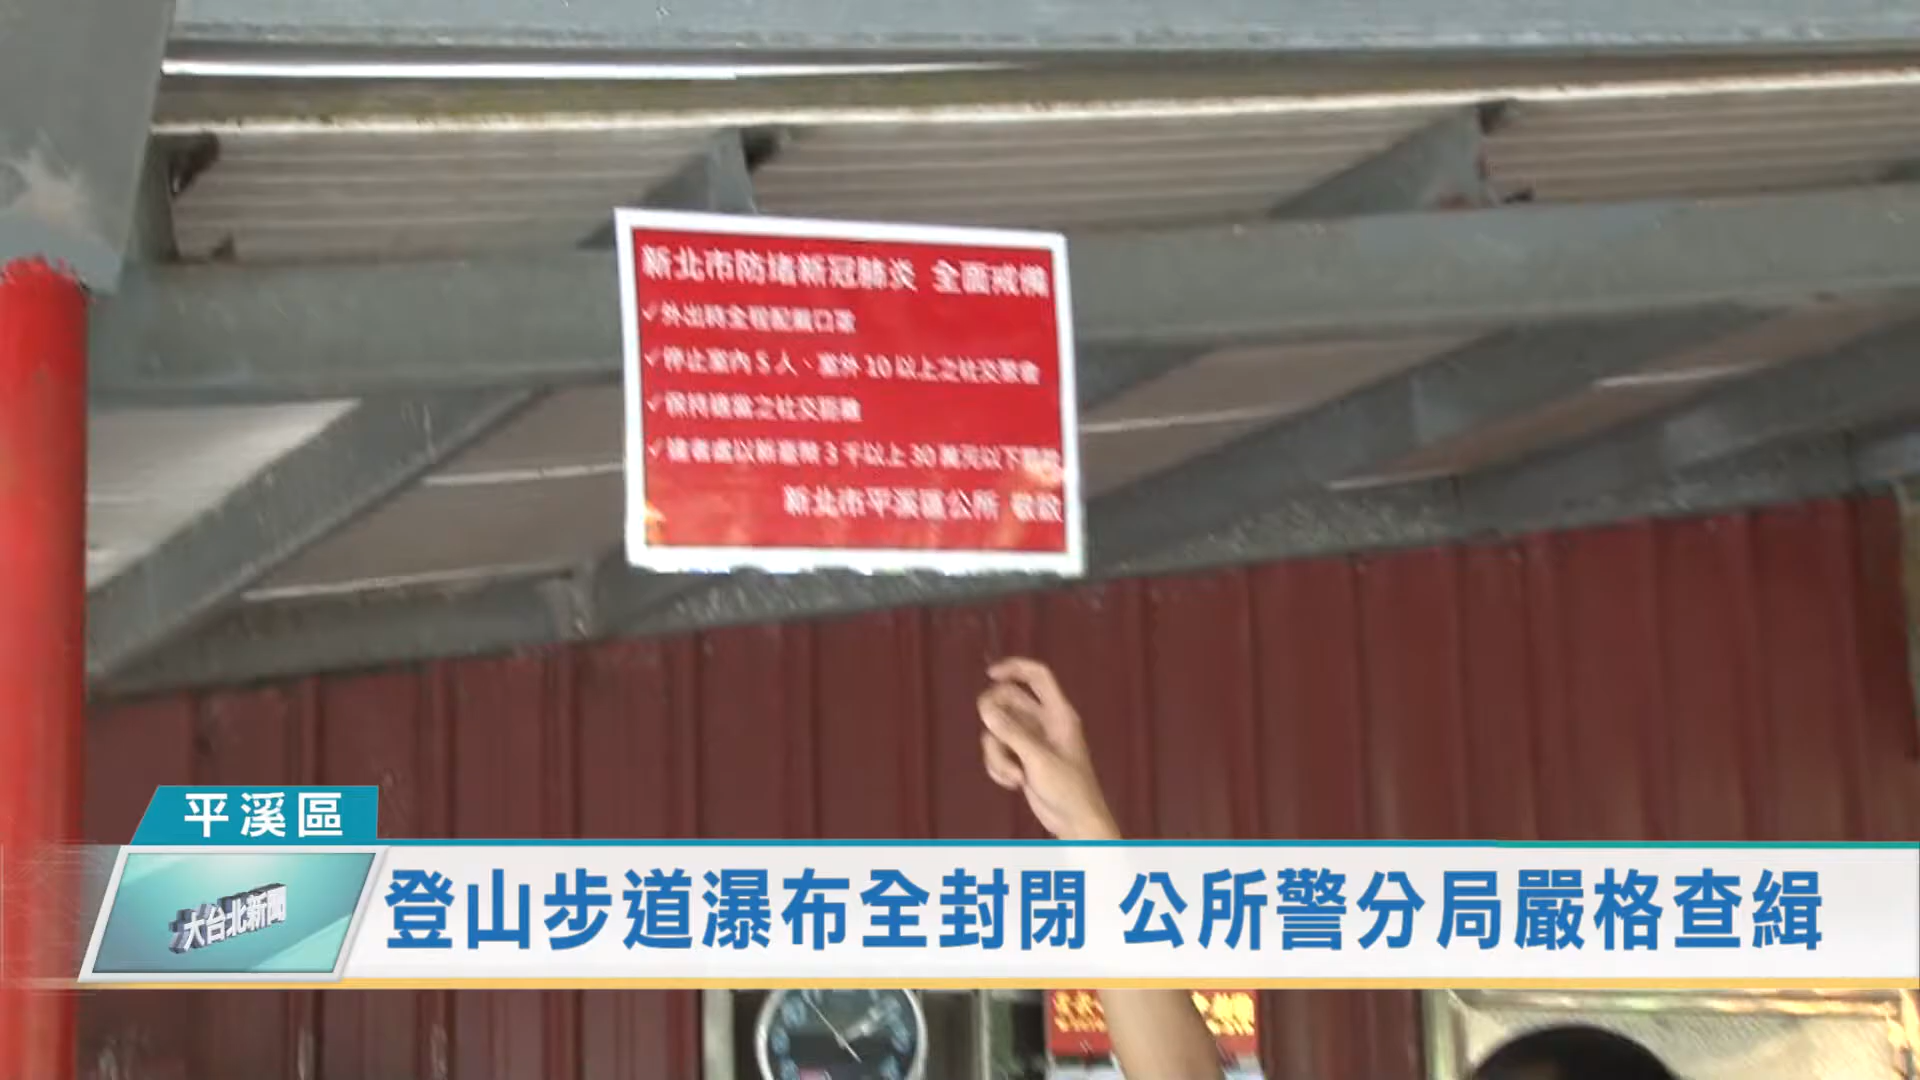 新北市防堵新冠肺炎 全面戒備
✓外出時全程配戴口罩
✓停止室內 5 人、室外 10 以上之社交聚會
✓保持適當之社交距離
✓違者處以新臺幣 3 千以上 30 萬元以下罰鍰
新北市平溪區公所 敬啟
平溪區
大台北新聞
登山步道瀑布全封閉 公所警分局嚴格查緝